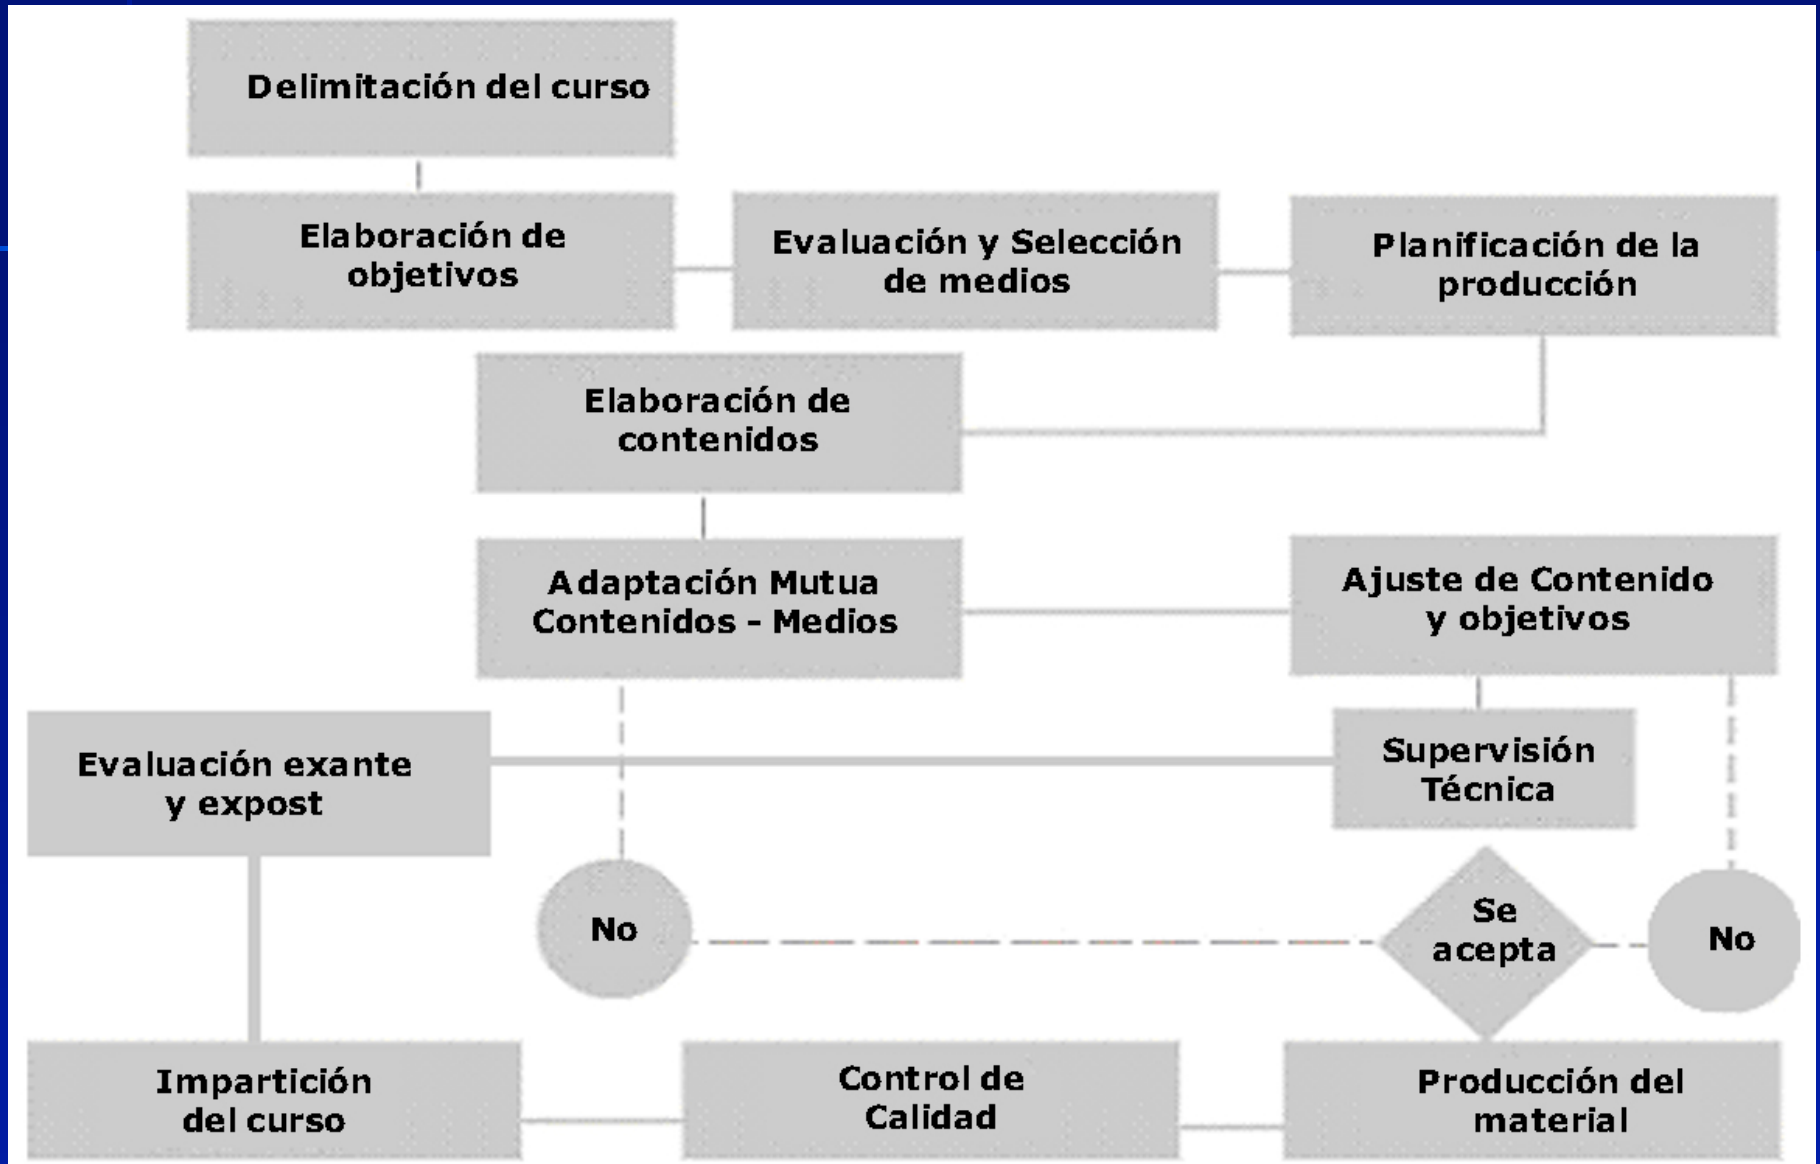 Delimitación del curso
Elaboración de
objetivos
Evaluación y Selección
de medios
Planificación de la
producción
Elaboración de
contenidos
Adaptación Mutua
Contenidos - Medios
Ajuste de Contenido
y objetivos
Evaluación exante
y expost
Supervisión
Técnica
No
Se
acepta
No
Impartición
del curso
Control de
Calidad
Producción del
material